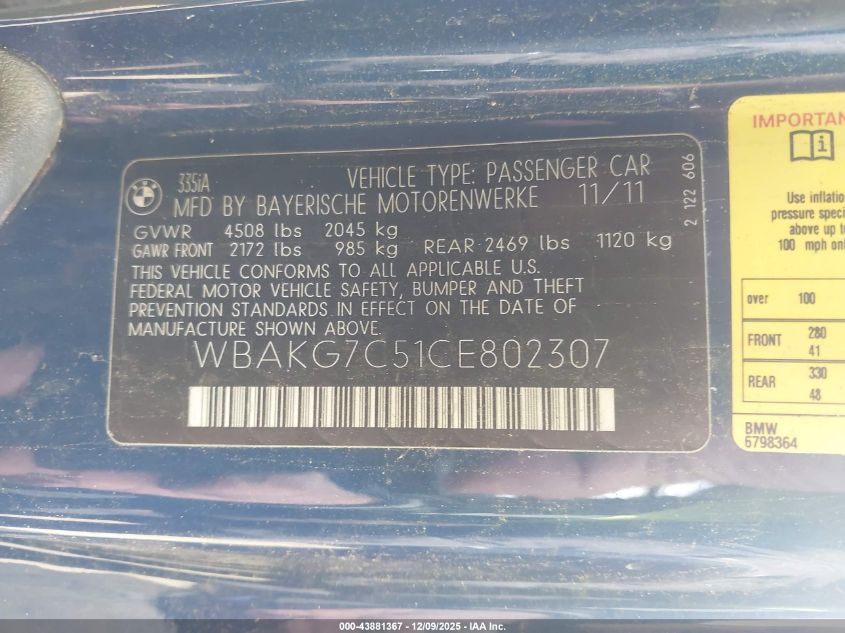 335iA
VEHICLE TYPE: PASSENGER CAR
MFD BY BAYERISCHE MOTORENWERKE 11/11
GVWR 4508 lbs 2045 kg
GAWR FRONT 2172 lbs 985 kg REAR 2469 lbs 1120 kg
THIS VEHICLE CONFORMS TO ALL APPLICABLE U.S.
FEDERAL MOTOR VEHICLE SAFETY, BUMPER AND THEFT
PREVENTION STANDARDS IN EFFECT ON THE DATE OF
MANUFACTURE SHOWN ABOVE.
WBAKG7C51CE802307
2 122 606
IMPORTAN
Use inflatio
pressure speci
above up to
100 mph onl
over 100
FRONT 280
41
REAR 330
48
BMW
6798364
000-43881367 - 12/09/2025 - IAA Inc.